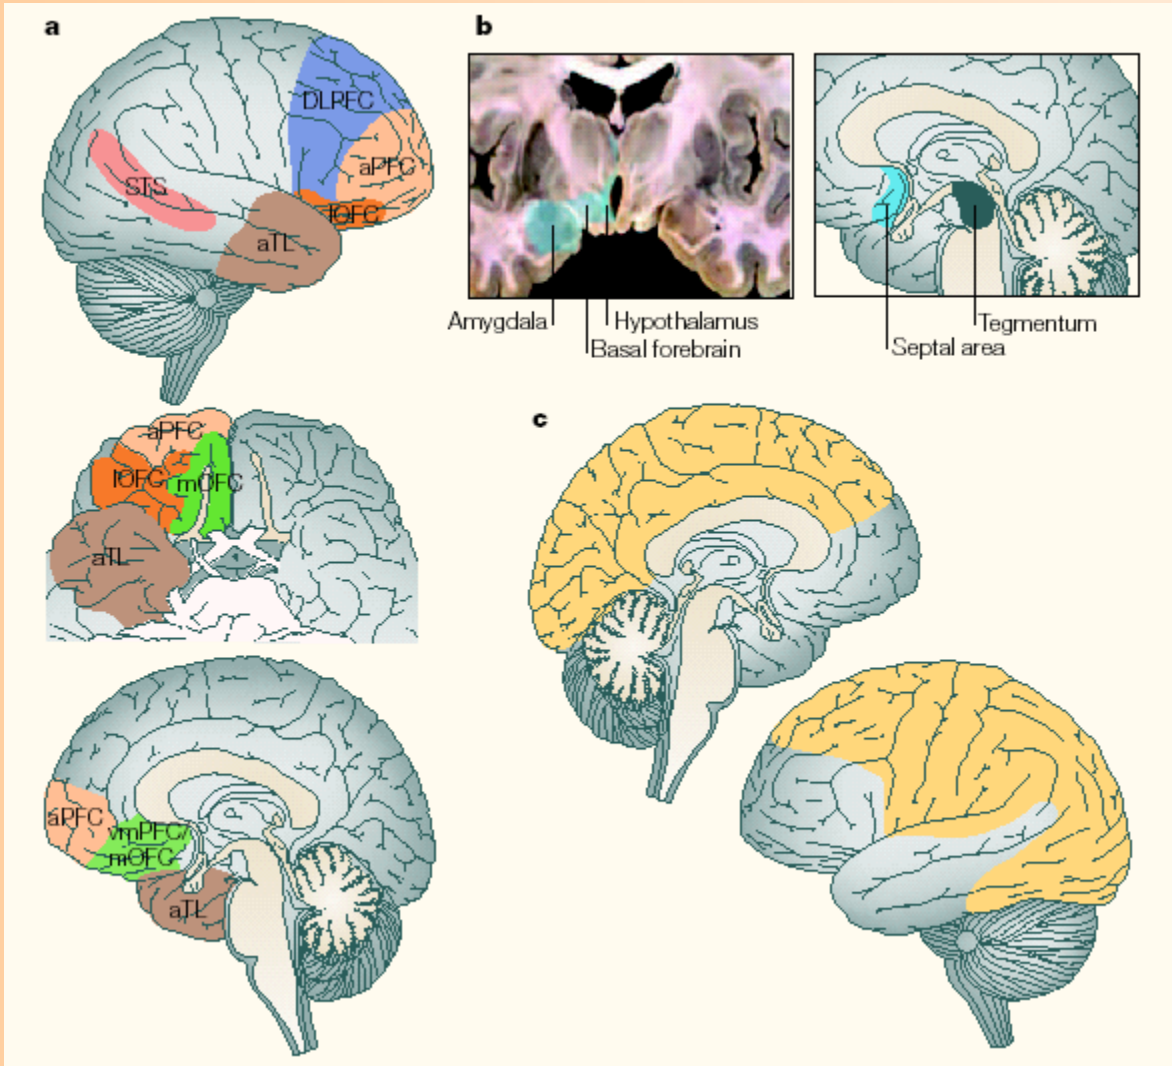 a
DLPFC
aPFC
STS
lOFC
aTL
aPFC
lOFC
mOFC
aTL
aPFC
vmPFC/
mOFC
aTL
b
Amygdala
Hypothalamus
Basal forebrain
Tegmentum
Septal area
c